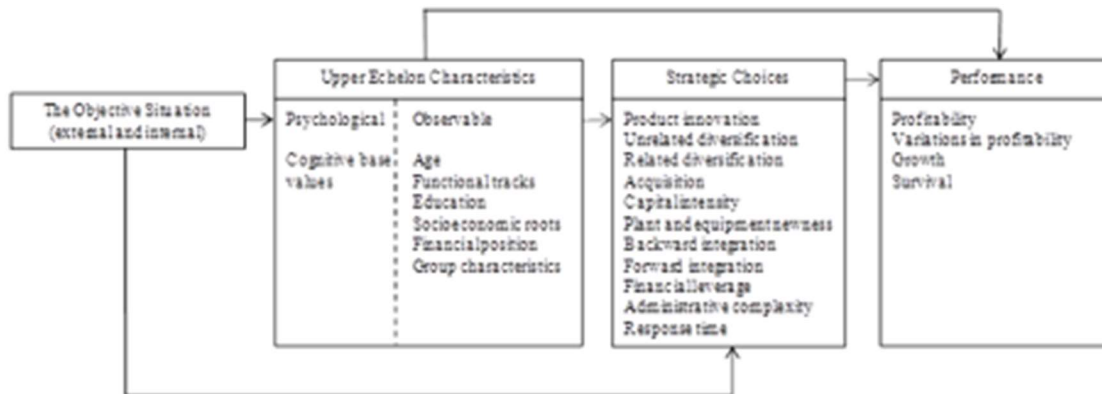 The Objective Situation
(external and internal)
Upper Echelon Characteristics
Psychological
Cognitive base
values
Observable
Age
Functional tracks
Education
Socioeconomic roots
Financial position
Group characteristics
Strategic Choices
Product innovation
Unrelated diversification
Related diversification
Acquisition
Capital intensity
Plant and equipment newness
Backward integration
Forward integration
Financial leverage
Administrative complexity
Response time
Performance
Profitability
Variations in profitability
Growth
Survival